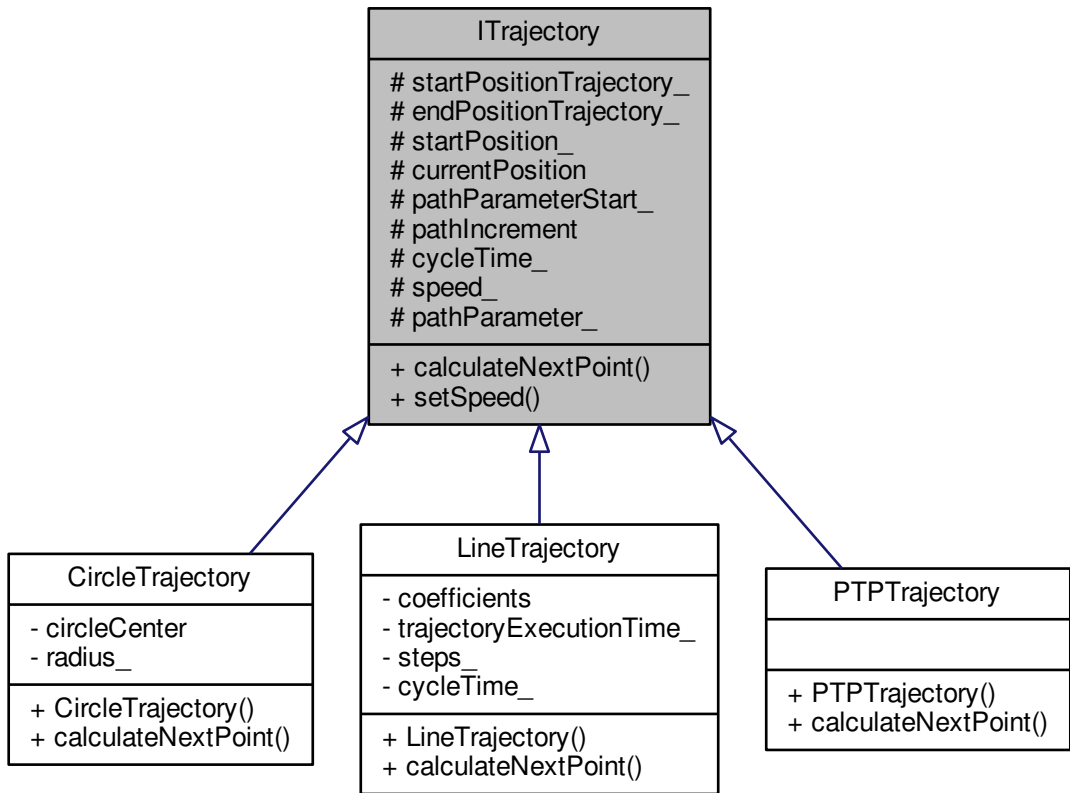 ITrajectory
# startPositionTrajectory_
# endPositionTrajectory_
# startPosition_
# currentPosition
# pathParameterStart_
# pathIncrement
# cycleTime_
# speed_
# pathParameter_
+ calculateNextPoint()
+ setSpeed()
CircleTrajectory
- circleCenter
- radius_
+ CircleTrajectory()
+ calculateNextPoint()
LineTrajectory
- coefficients
- trajectoryExecutionTime_
- steps_
- cycleTime_
+ LineTrajectory()
+ calculateNextPoint()
PTPTrajectory
+ PTPTrajectory()
+ calculateNextPoint()